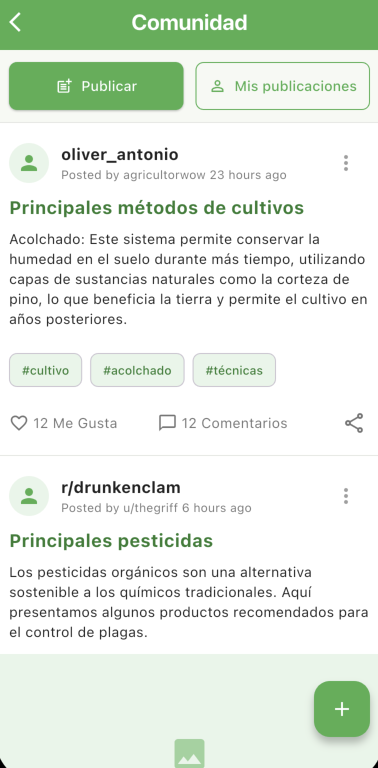 Comunidad
Publicar
Mis publicaciones
oliver_antonio
Posted by agricultorwow 23 hours ago
Principales métodos de cultivos
Acolchado: Este sistema permite conservar la
humedad en el suelo durante más tiempo, utilizando
capas de sustancias naturales como la corteza de
pino, lo que beneficia la tierra y permite el cultivo en
años posteriores.
#cultivo
#acolchado
#técnicas
12 Me Gusta
12 Comentarios
r/drunkenclam
Posted by u/thegriff 6 hours ago
Principales pesticidas
Los pesticidas orgánicos son una alternativa
sostenible a los químicos tradicionales. Aquí
presentamos algunos productos recomendados para
el control de plagas.